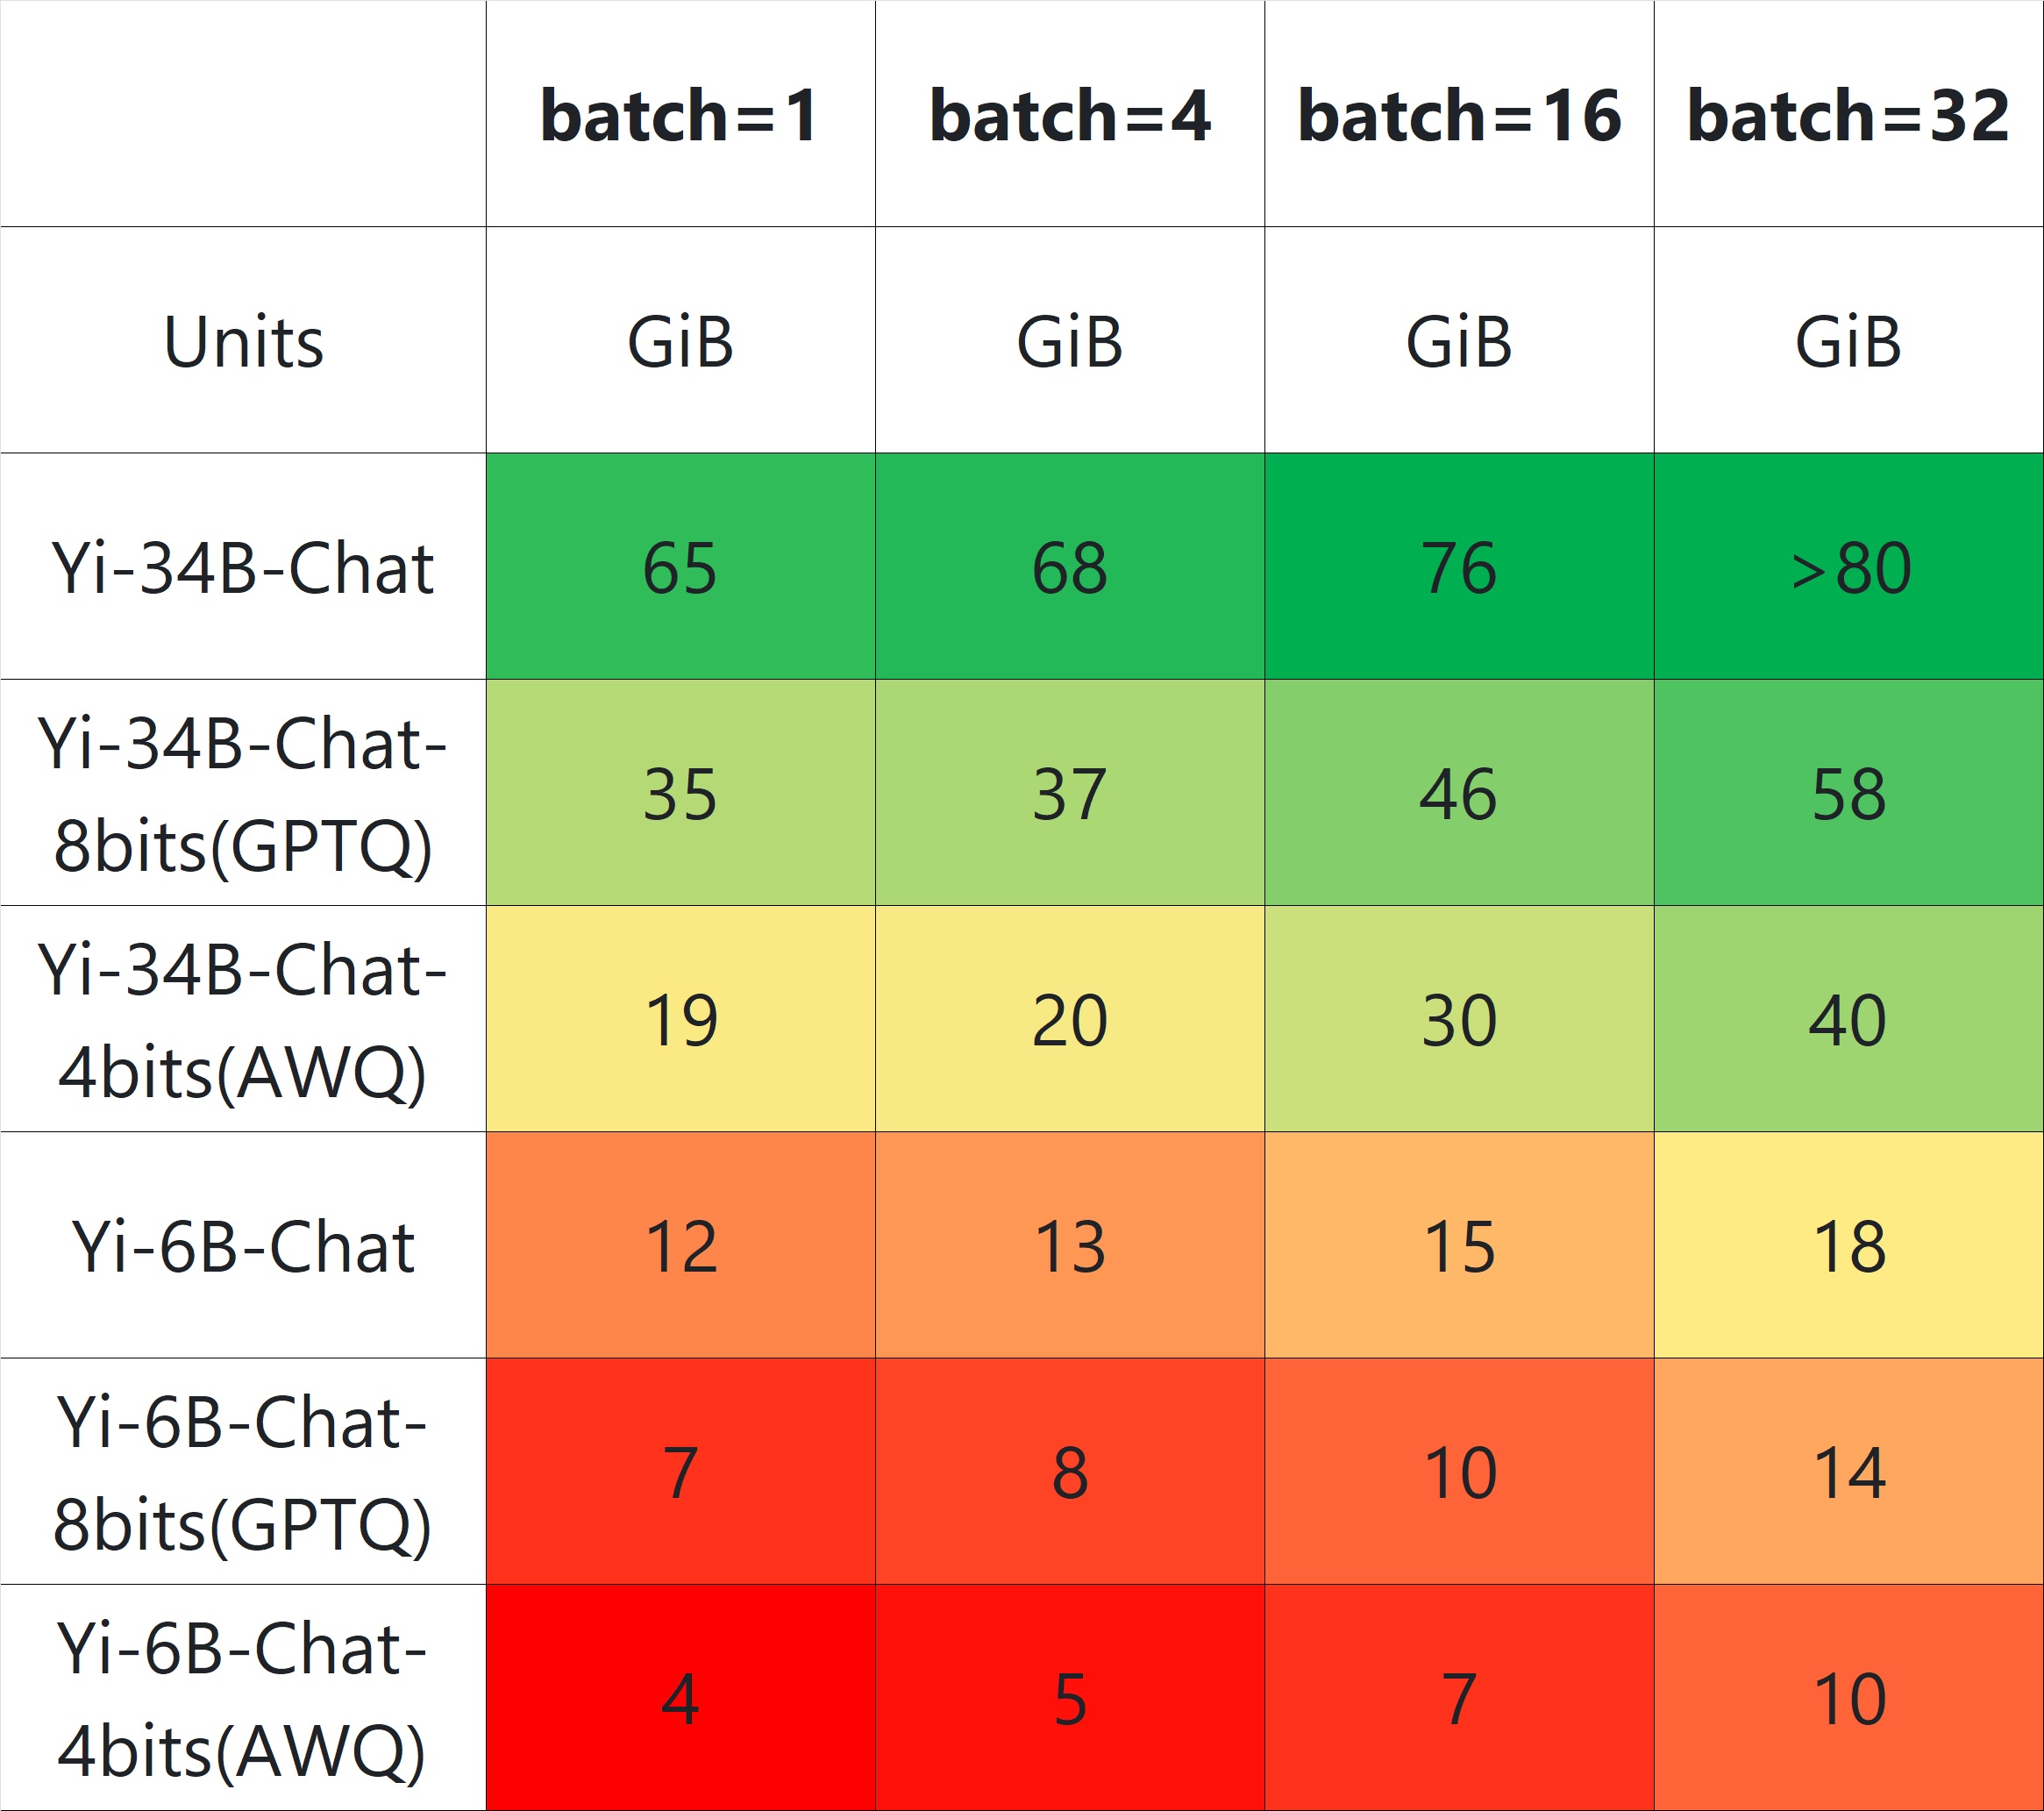 batch=1 batch=4 batch=16 batch=32
Units GiB GiB GiB GiB
Yi-34B-Chat 65 68 76 >80
Yi-34B-Chat-
8bits(GPTQ) 35 37 46 58
Yi-34B-Chat-
4bits(AWQ) 19 20 30 40
Yi-6B-Chat 12 13 15 18
Yi-6B-Chat-
8bits(GPTQ) 7 8 10 14
Yi-6B-Chat-
4bits(AWQ) 4 5 7 10